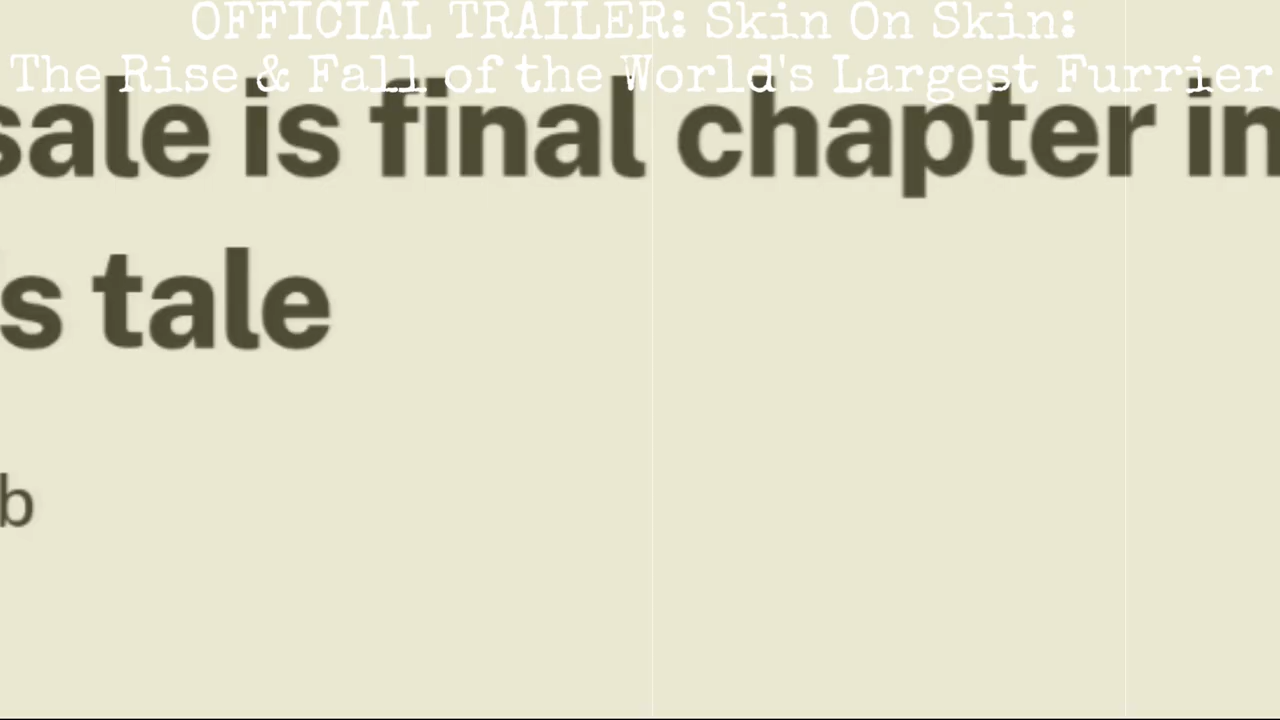 OFFICIAL TRAILER: Skin On Skin:
The Rise & Fall of the World's Largest Furrier
sale is final chapter in
's tale
b